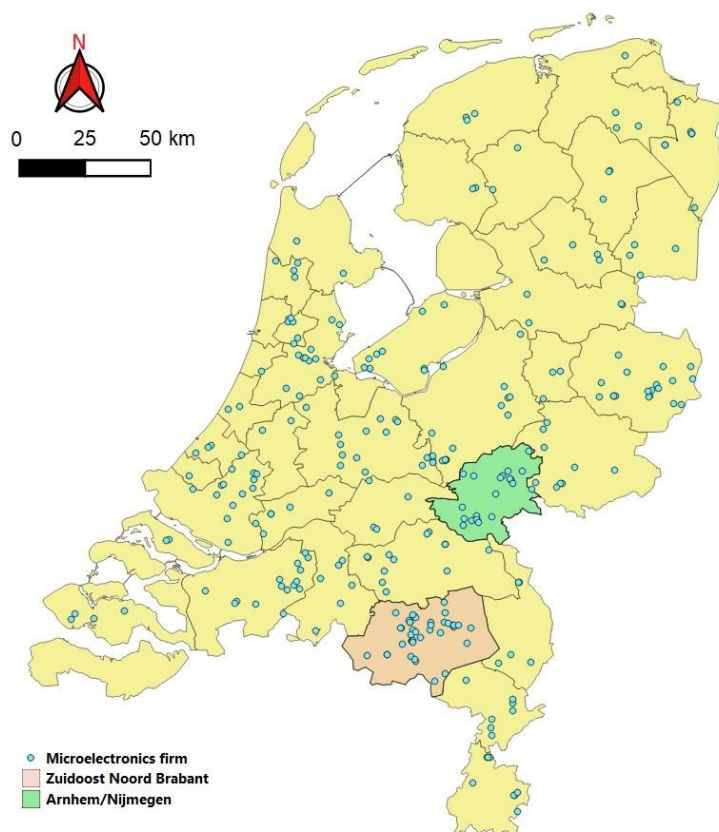 N
0 25 50 km
Microelectronics firm
Zuidoost Noord Brabant
Arnhem/Nijmegen